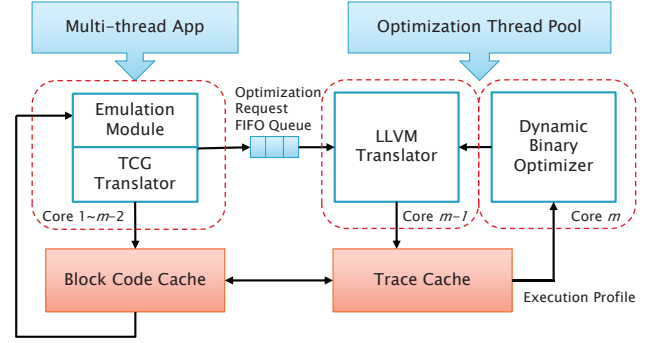 Multi-thread App
Optimization Thread Pool
Optimization
Request
FIFO Queue
Emulation
Module
TCG
Translator
LLVM
Translator
Dynamic
Binary
Optimizer
Core 1~m-2
Core m-1
Core m
Block Code Cache
Trace Cache
Execution Profile